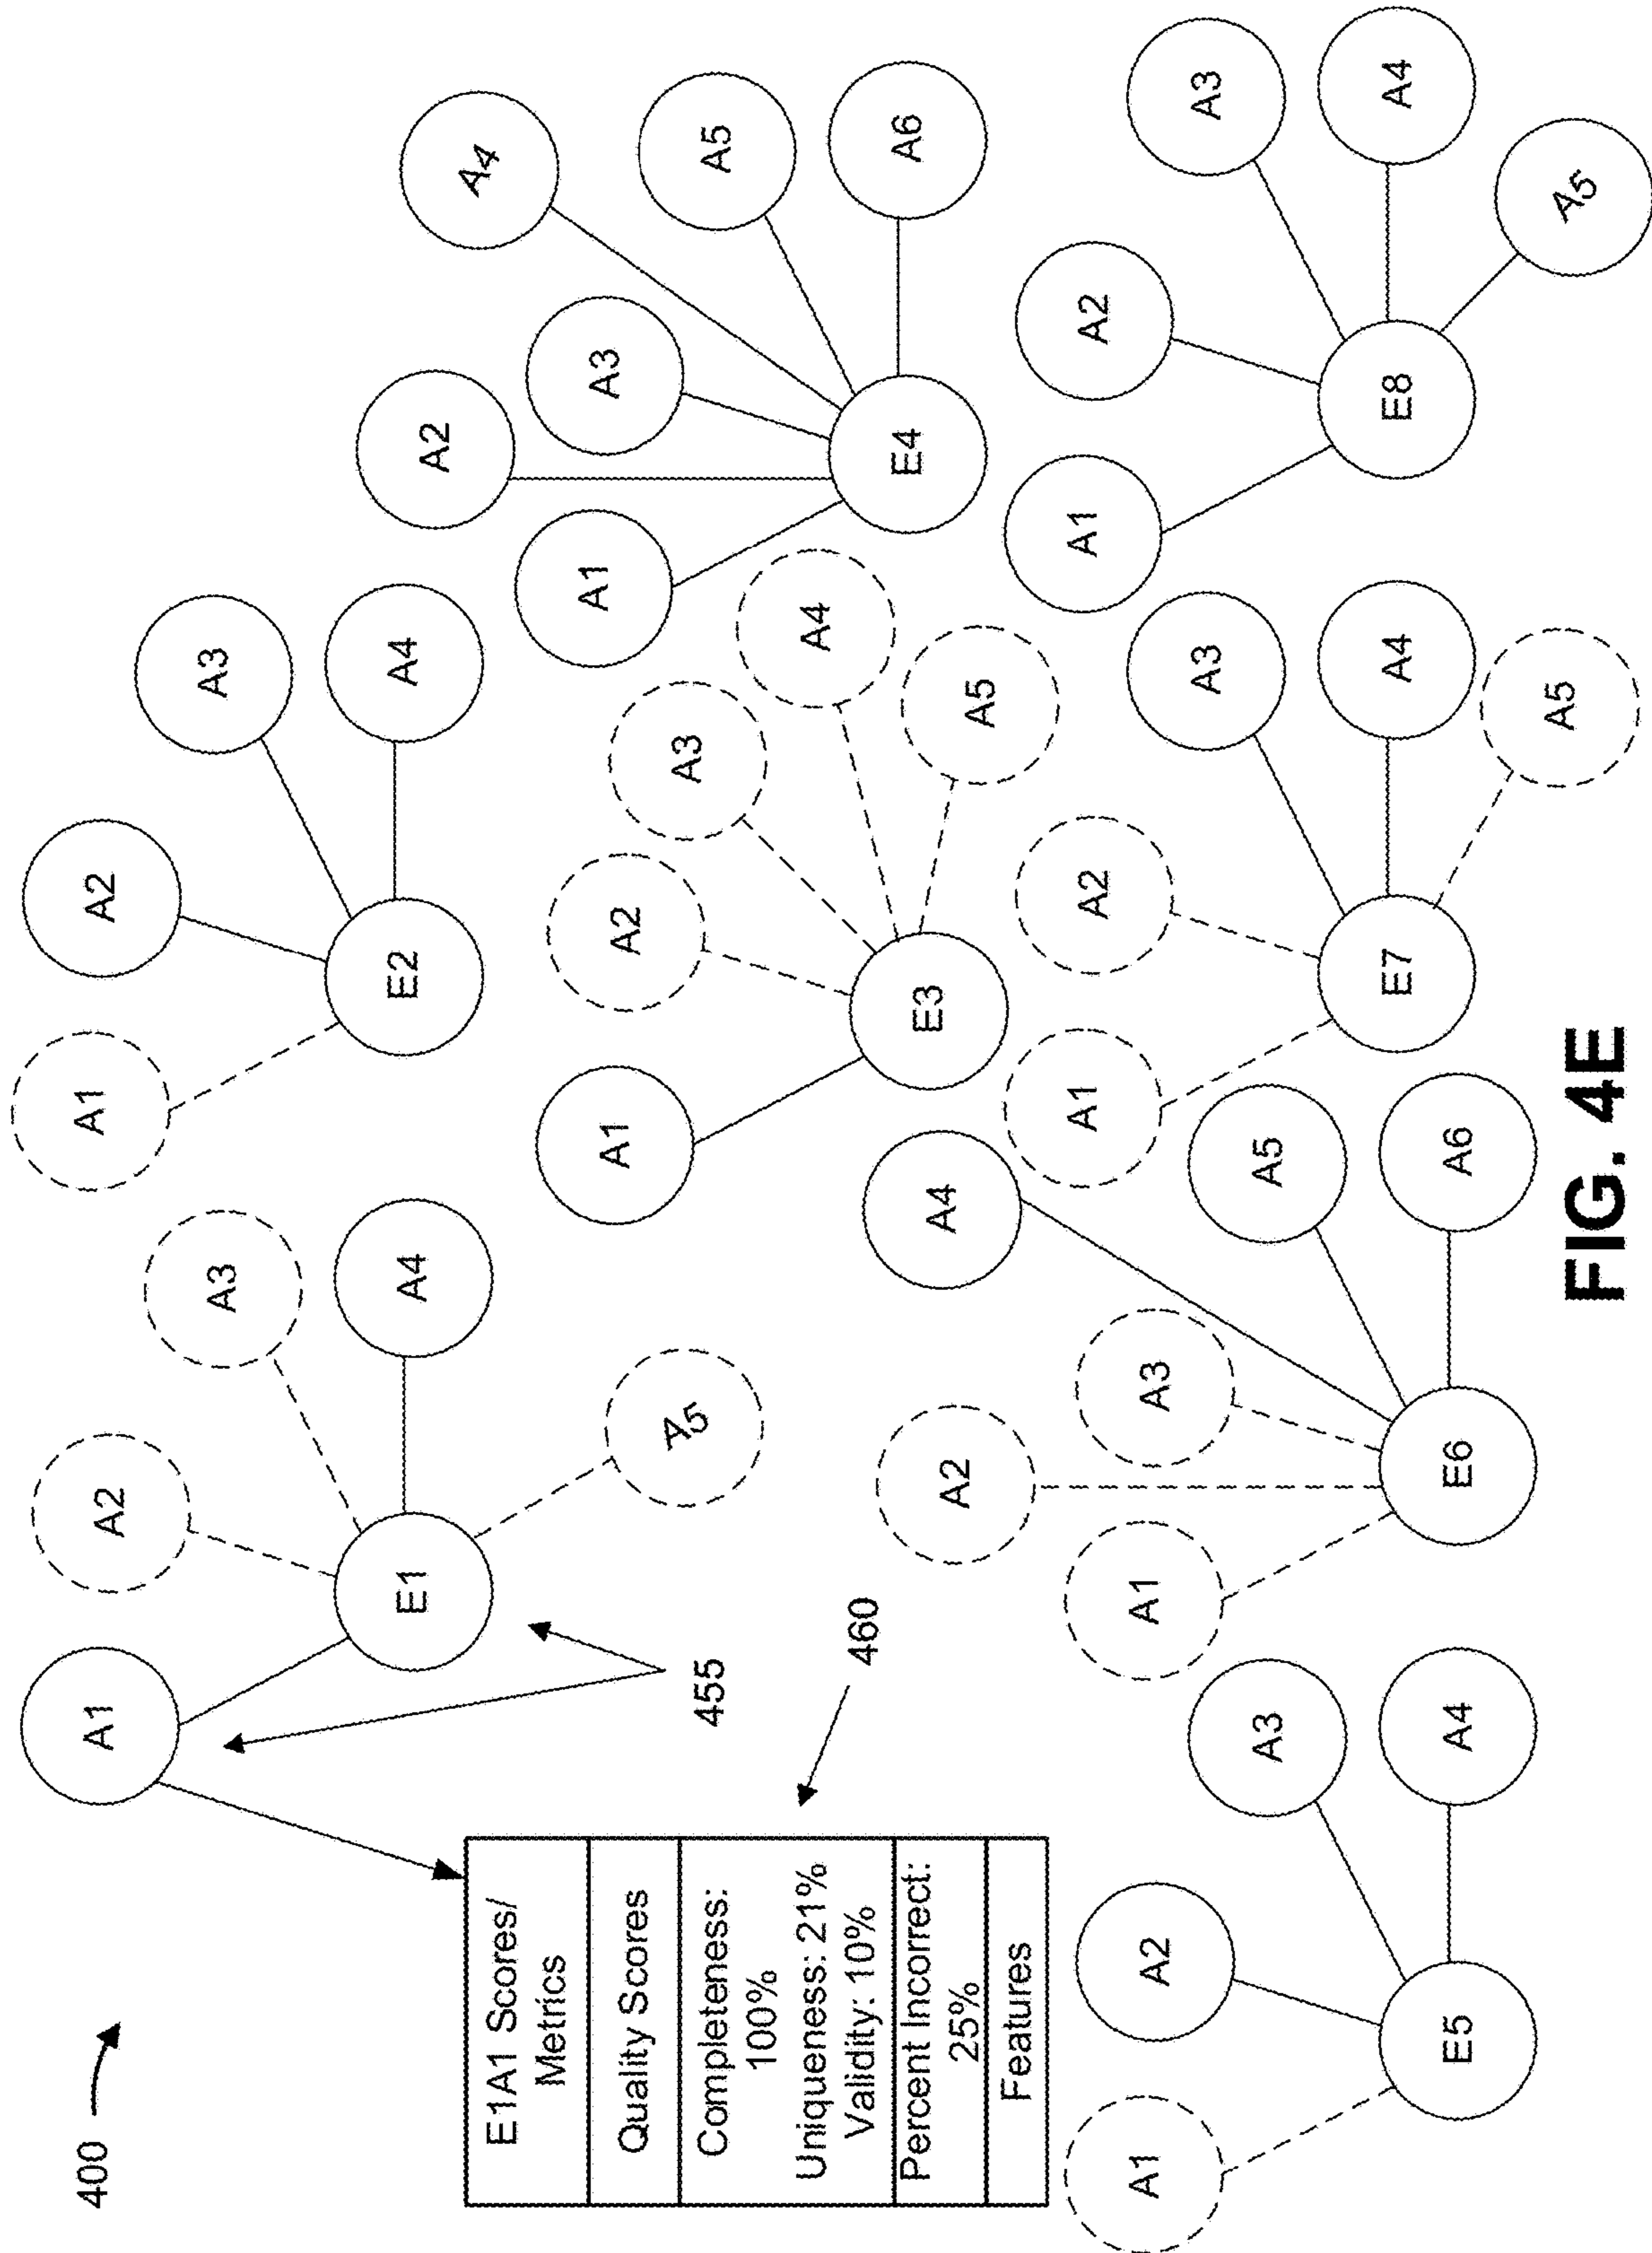 400
A1
A2
A3
A4
A5
E1
A1
A2
A3
A4
E2
455
E1A1 Scores/
Metrics
Quality Scores
Completeness:
100%
Uniqueness: 21%
Validity: 10%
Percent Incorrect:
25%
Features
460
A1
A2
A3
A4
A5
E3
A1
A2
A3
A4
A5
A6
E4
A1
A2
A3
A4
E5
A1
A2
A3
A4
A5
A6
E6
A1
A2
A3
A4
A5
E7
A1
A2
A3
A4
A5
E8
FIG. 4E